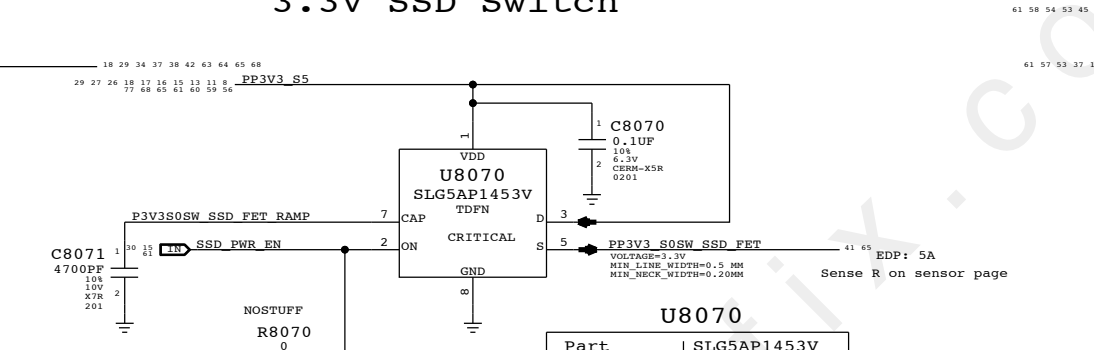 3.3V SSD Switch
61 58 54 53 45
18 29 34 37 38 42 63 64 65 68
61 57 53 37 1
29 27 26 18 17 16 15 13 11 8 PP3V3_S5
77 68 65 61 60 59 56
1
VDD
U8070
SLG5AP1453V
TDFN
CRITICAL
1 C8070
0.1UF
10%
2 6.3V
CERM-X5R
0201
P3V3S0SW_SSD_FET_RAMP 7 CAP
D 3
30 15 IN SSD_PWR_EN 2 ON
61
S 5 PP3V3_S0SW_SSD_FET 41 65
VOLTAGE=3.3V
MIN_LINE_WIDTH=0.5 MM
MIN_NECK_WIDTH=0.20MM
EDP: 5A
Sense R on sensor page
C8071 1
4700PF
10%
10V
X7R 2
201
GND
8
NOSTUFF
R8070
0
U8070
Part SLG5AP1453V
fix.co